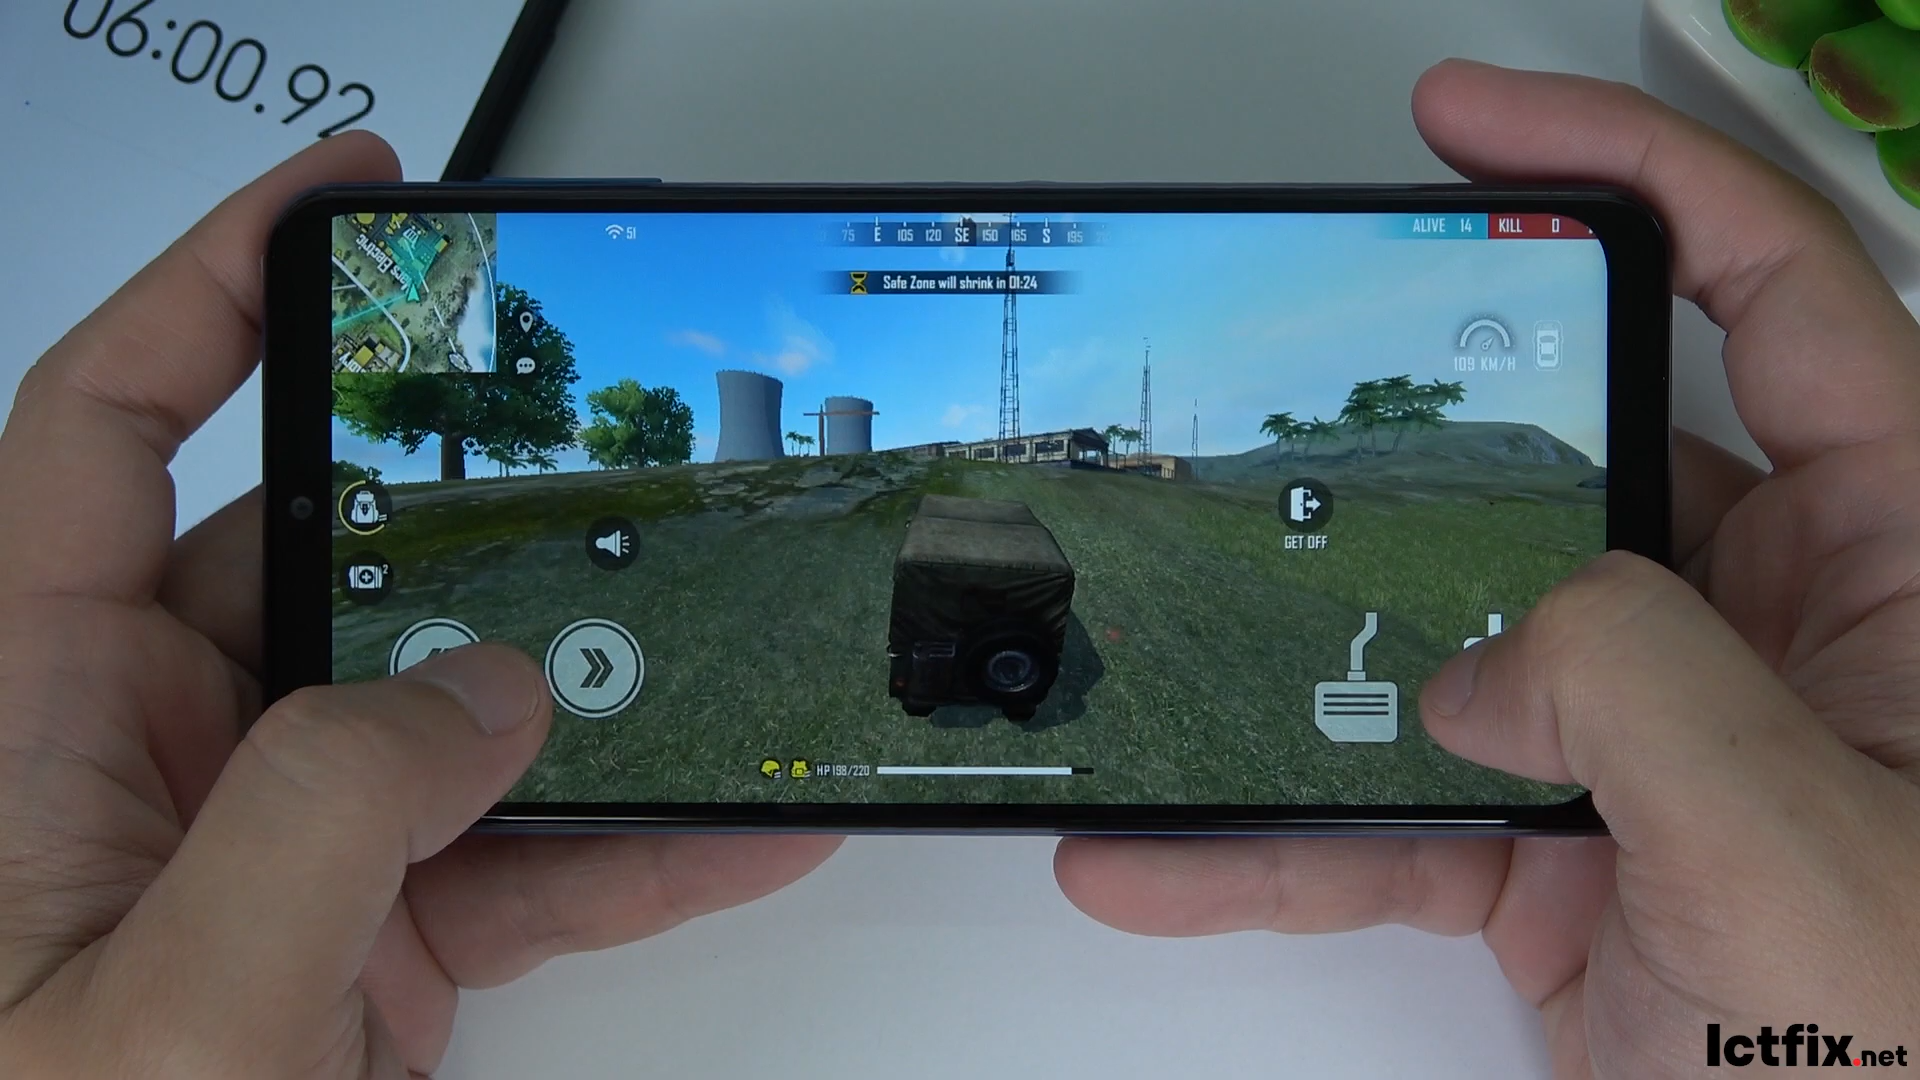 06:00.92
51
75 E 105 120 SE 150 165 S 195
ALIVE 14 KILL 0
Safe Zone will shrink in 01:24
109 KM/H
GET OFF
2
HP 198/220
Ictfix.net